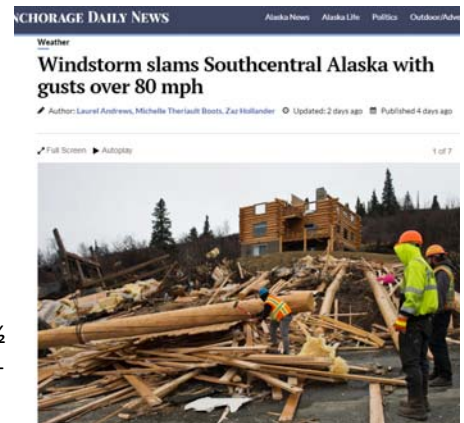 NCHORAGE DAILY NEWS
Alaska News Alaska Life Politics Outdoor/Adve
Weather
Windstorm slams Southcentral Alaska with
gusts over 80 mph
Author: Laurel Andrews, Michelle Theriault Boots, Zaz Hollander Updated: 2 days ago Published 4 days ago
Full Screen Autoplay 1 of 7
½
-